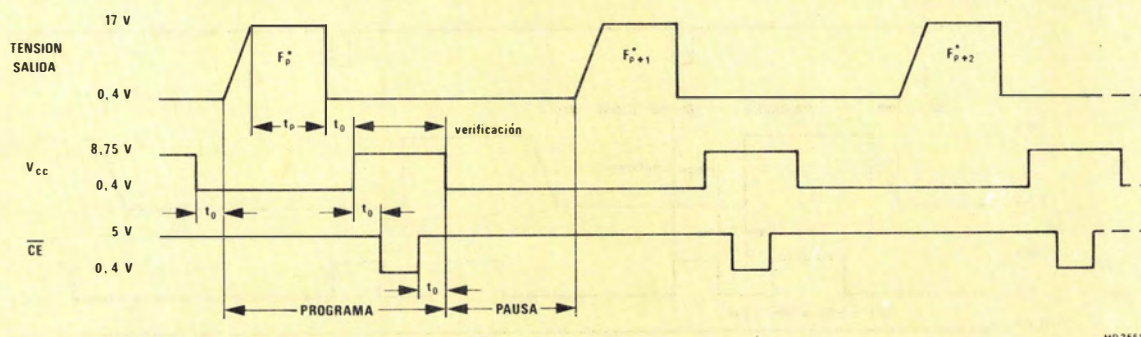 17 V
TENSION
SALIDA
F*p
F*p+1
F*p+2
0,4 V
tp
t0
verificación
8,75 V
Vcc
0,4 V
t0
t0
5 V
CE
0,4 V
t0
PROGRAMA
PAUSA